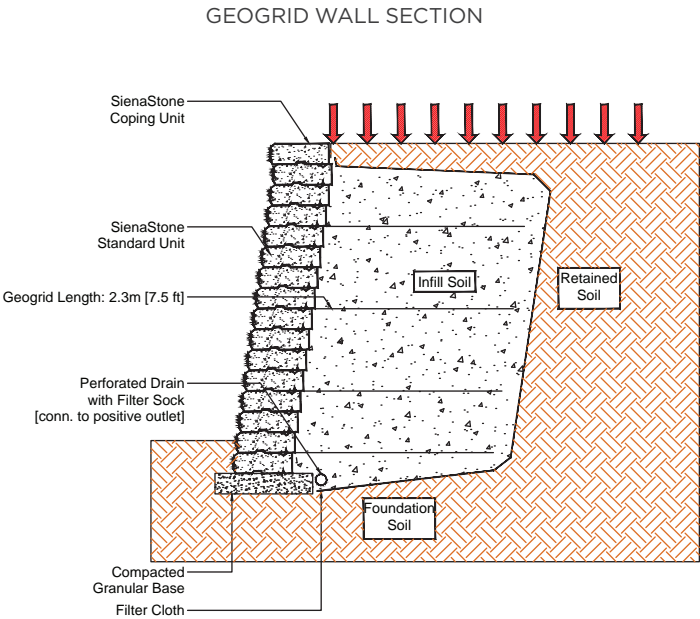 GEOGRID WALL SECTION
SienaStone
Coping Unit
SienaStone
Standard Unit
Infill Soil
Retained
Soil
Geogrid Length: 2.3m [7.5 ft]
Perforated Drain
with Filter Sock
[conn. to positive outlet]
Foundation
Soil
Compacted
Granular Base
Filter Cloth